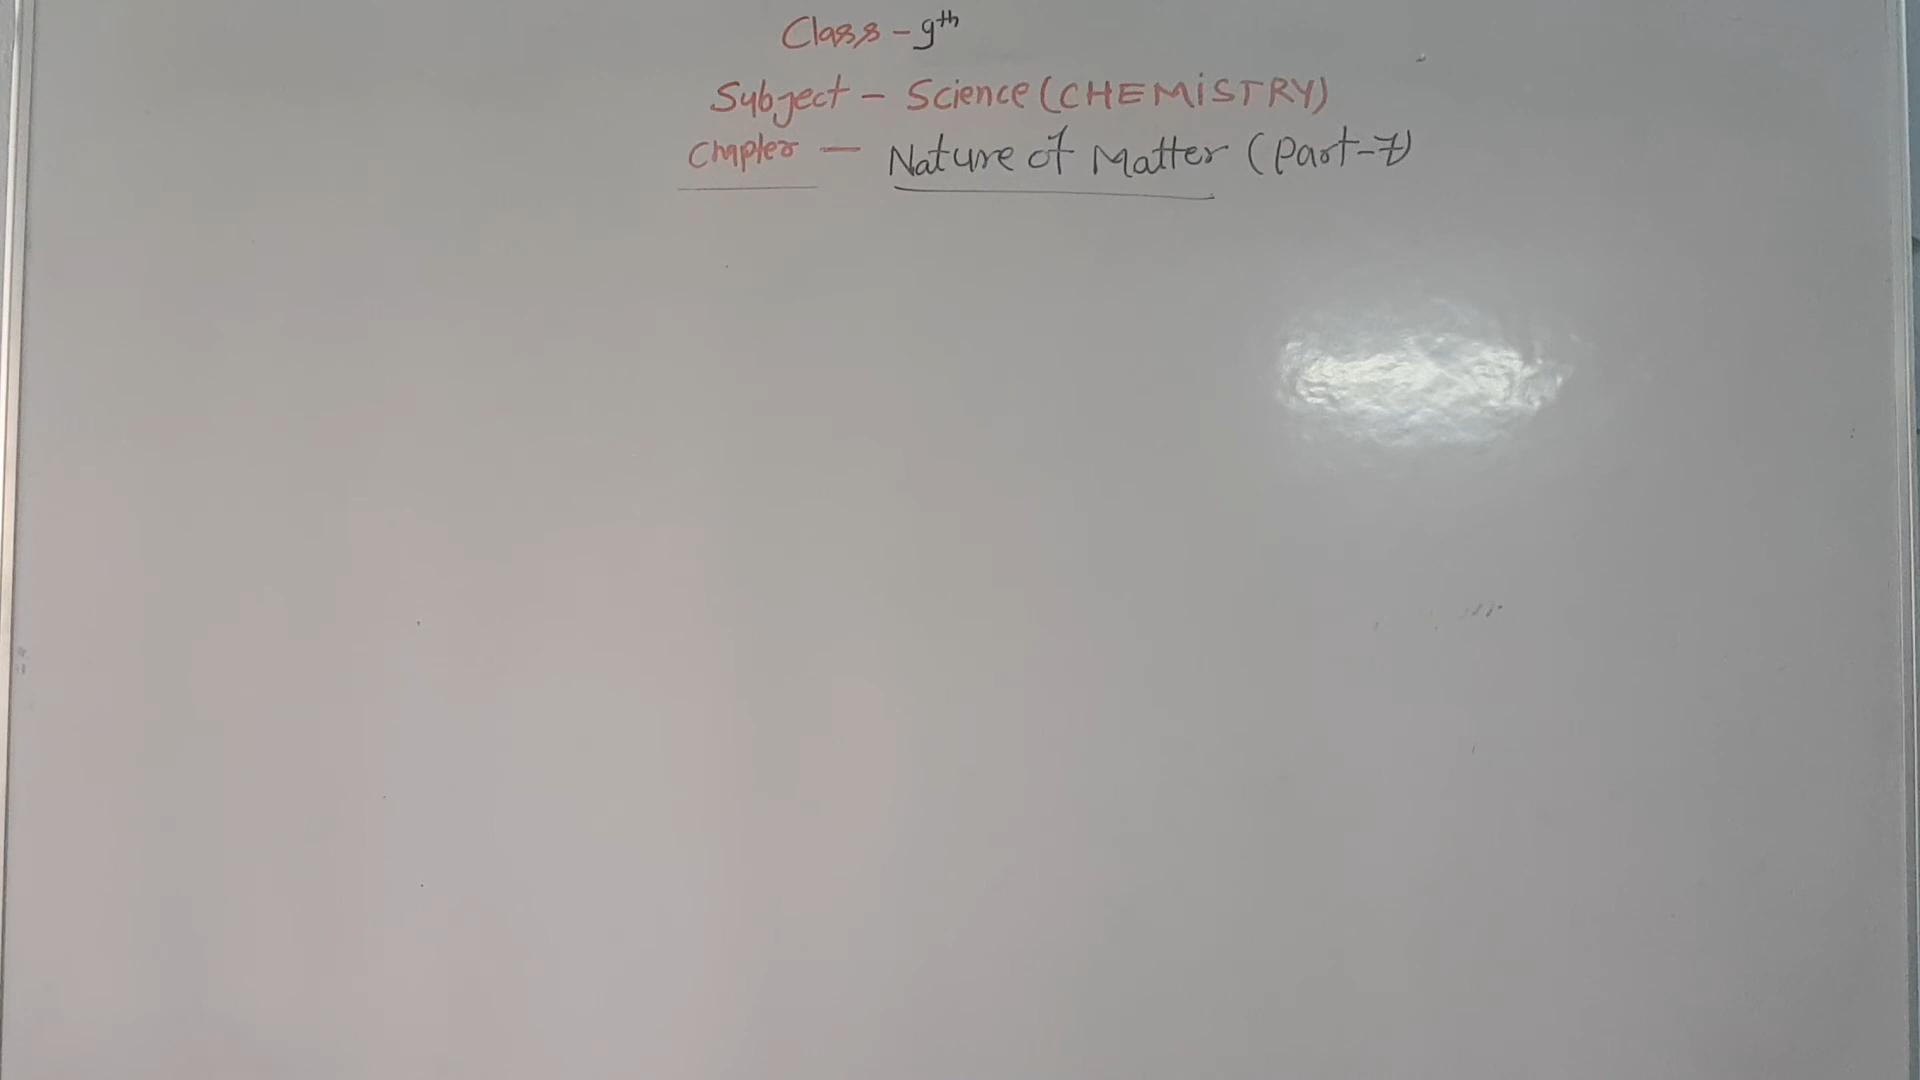 Class - 9th
Subject - Science (CHEMISTRY)
Chapter - Nature of Matter (Part-7)